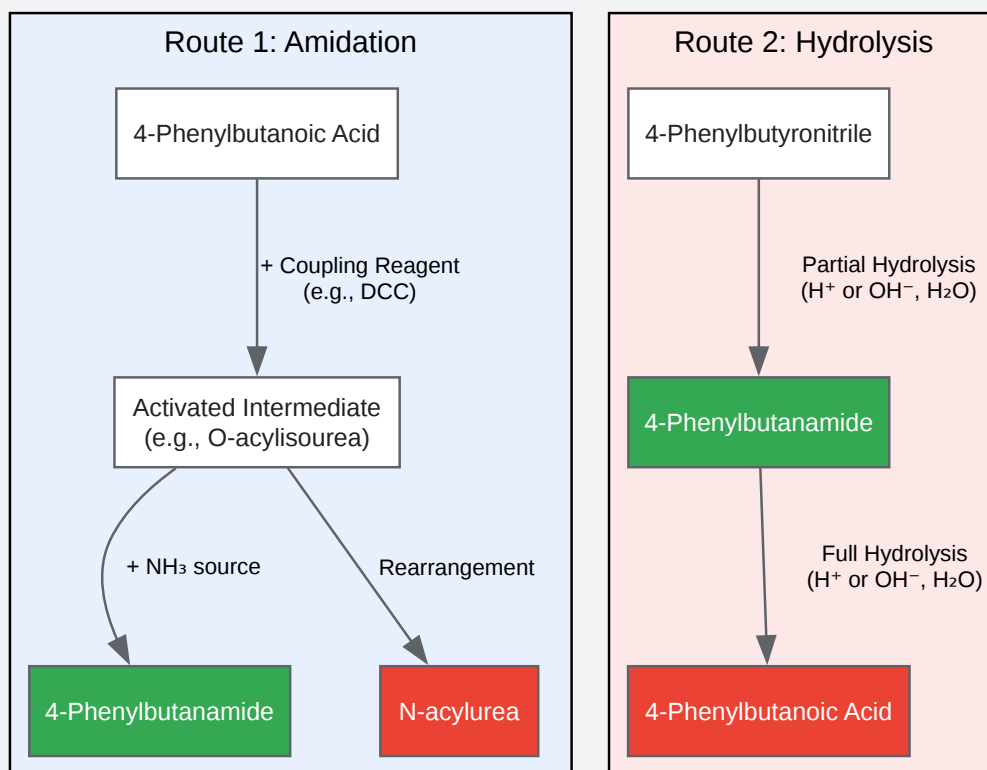 Route 1: Amidation
4-Phenylbutanoic Acid
+ Coupling Reagent
(e.g., DCC)
Activated Intermediate
(e.g., O-acylisourea)
+ NH₃ source
Rearrangement
4-Phenylbutanamide
N-acylurea
Route 2: Hydrolysis
4-Phenylbutyronitrile
Partial Hydrolysis
(H⁺ or OH⁻, H₂O)
4-Phenylbutanamide
Full Hydrolysis
(H⁺ or OH⁻, H₂O)
4-Phenylbutanoic Acid